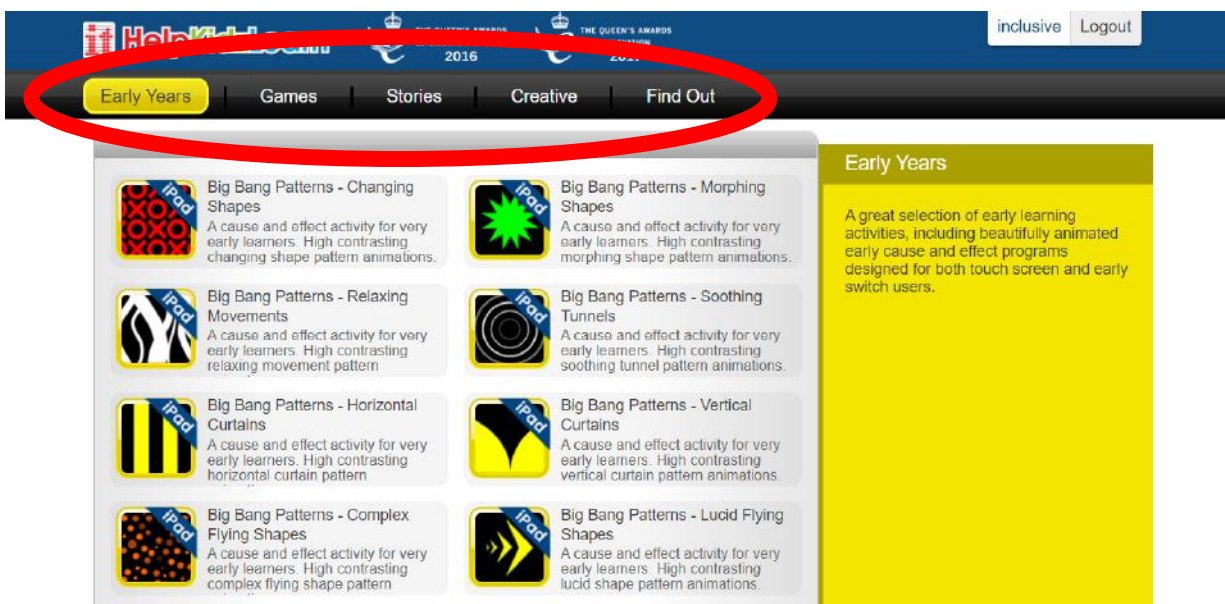 inclusive Logout
THE QUEEN'S AWARDS
2016
THE QUEEN'S AWARDS
Early Years Games Stories Creative Find Out
Big Bang Patterns - Changing
Shapes
A cause and effect activity for very
early learners. High contrasting
changing shape pattern animations.
iPad
Big Bang Patterns - Morphing
Shapes
A cause and effect activity for very
early learners. High contrasting
morphing shape pattern animations.
iPad
Big Bang Patterns - Relaxing
Movements
A cause and effect activity for very
early learners. High contrasting
relaxing movement pattern
iPad
Big Bang Patterns - Soothing
Tunnels
A cause and effect activity for very
early learners. High contrasting
soothing tunnel pattern animations.
iPad
Big Bang Patterns - Horizontal
Curtains
A cause and effect activity for very
early learners. High contrasting
horizontal curtain pattern
iPad
Big Bang Patterns - Vertical
Curtains
A cause and effect activity for very
early learners. High contrasting
vertical curtain pattern animations.
iPad
Big Bang Patterns - Complex
Flying Shapes
A cause and effect activity for very
early learners. High contrasting
complex flying shape pattern
iPad
Big Bang Patterns - Lucid Flying
Shapes
A cause and effect activity for very
early learners. High contrasting
lucid shape pattern animations.
iPad
Early Years
A great selection of early learning
activities, including beautifully animated
early cause and effect programs
designed for both touch screen and early
switch users.